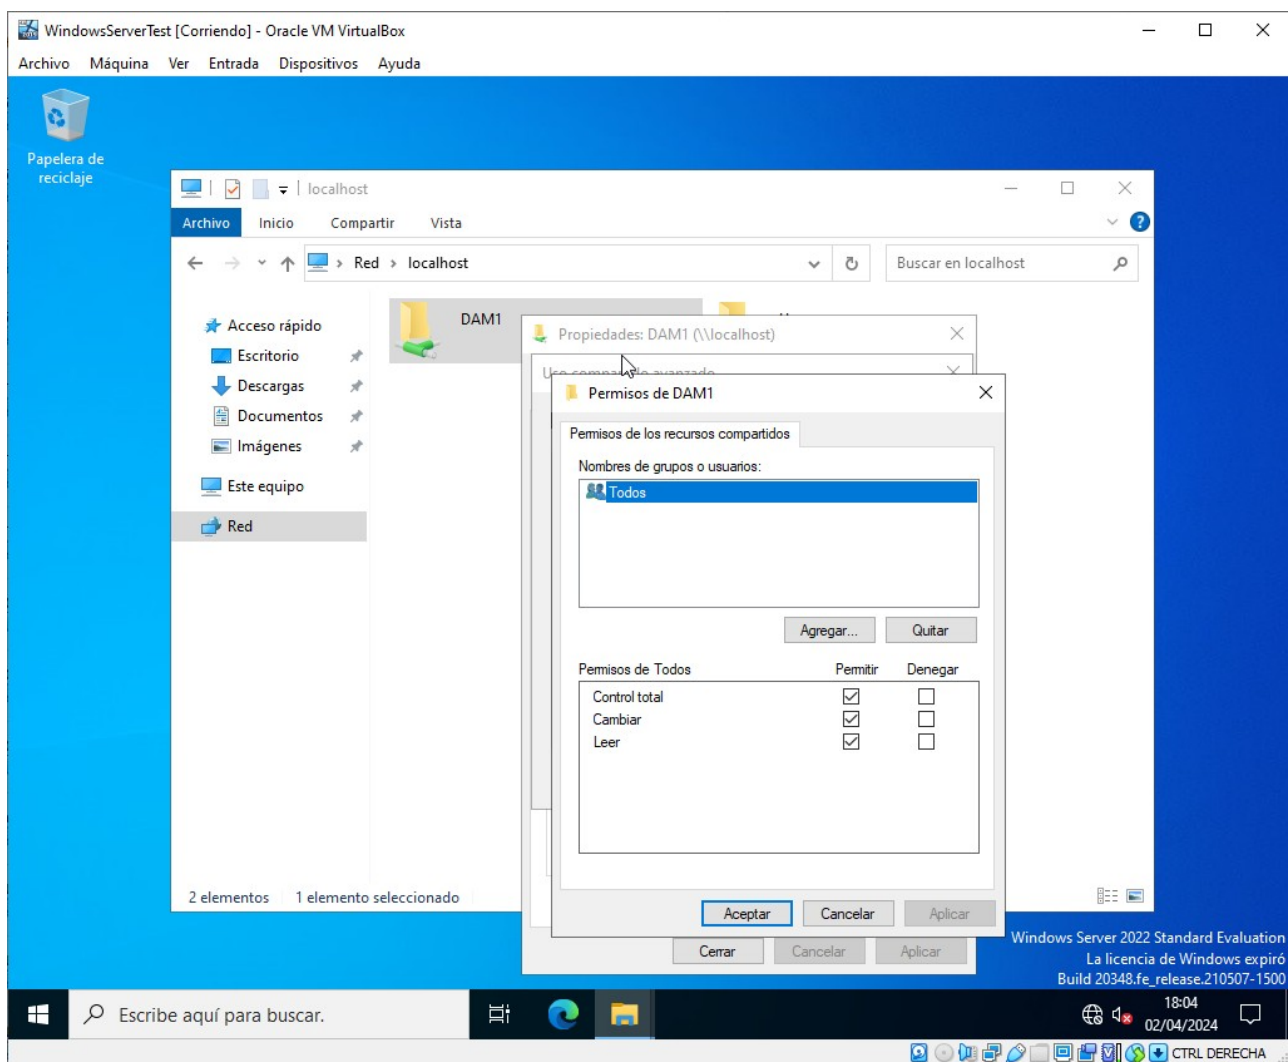 WindowsServerTest [Corriendo] - Oracle VM VirtualBox
Archivo Máquina Ver Entrada Dispositivos Ayuda
Papelera de
reciclaje
localhost
Archivo Inicio Compartir Vista
Red > localhost
Buscar en localhost
Acceso rápido
Escritorio
Descargas
Documentos
Imágenes
Este equipo
Red
DAM1
Propiedades: DAM1 (\\localhost)
Uso compartido avanzado
Permisos de DAM1
Permisos de los recursos compartidos
Nombres de grupos o usuarios:
Todos
Agregar... Quitar
Permisos de Todos Permitir Denegar
Control total
Cambiar
Leer
2 elementos 1 elemento seleccionado
Aceptar Cancelar Aplicar
Cerrar Cancelar Aplicar
Windows Server 2022 Standard Evaluation
La licencia de Windows expiró
Build 20348.fe_release.210507-1500
Escribe aquí para buscar.
18:04
02/04/2024
CTRL DERECHA